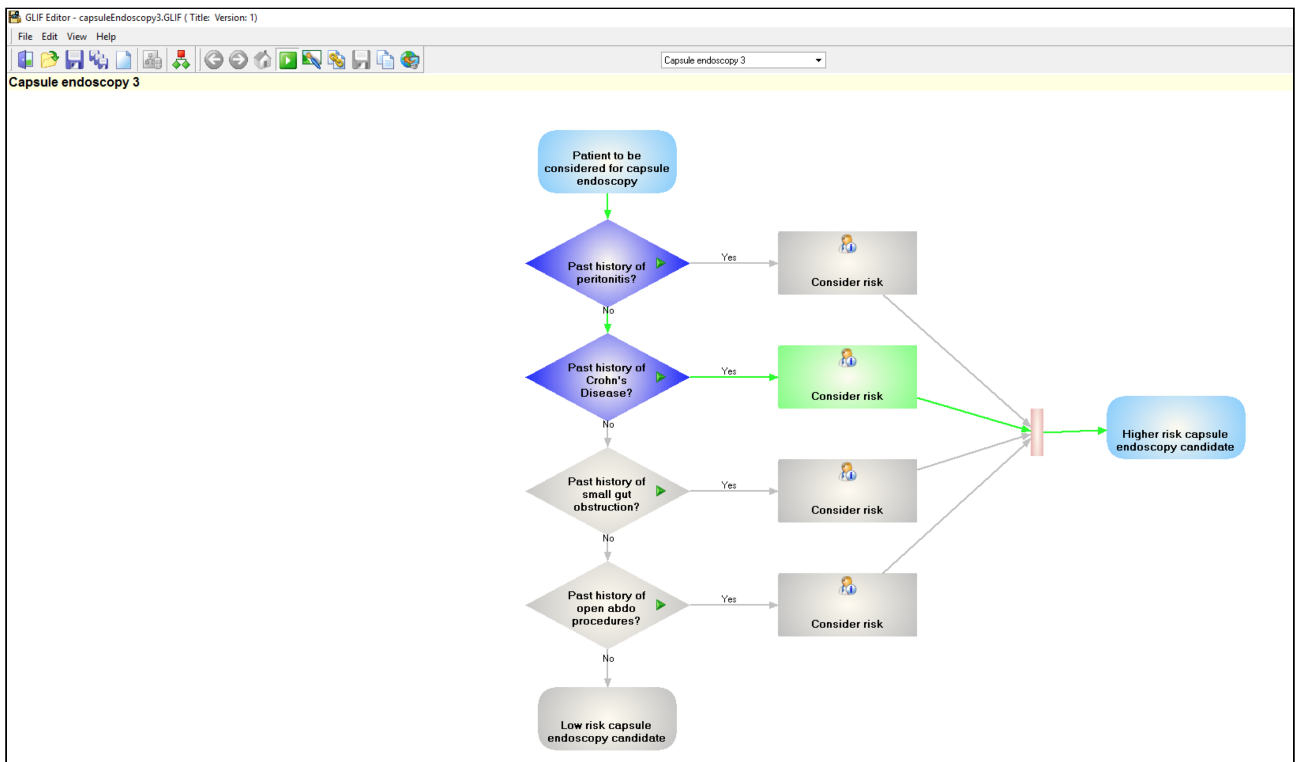 GLIF Editor - capsuleEndoscopy3.GLIF ( Title:  Version: 1)
File  Edit  View  Help
Capsule endoscopy 3
Capsule endoscopy 3
Patient to be
considered for capsule
endoscopy
Past history of
peritonitis?
Yes
Consider risk
No
Past history of
Crohn's
Disease?
Yes
Consider risk
Higher risk capsule
endoscopy candidate
No
Past history of
small gut
obstruction?
Yes
Consider risk
No
Past history of
open abdo
procedures?
Yes
Consider risk
No
Low risk capsule
endoscopy candidate